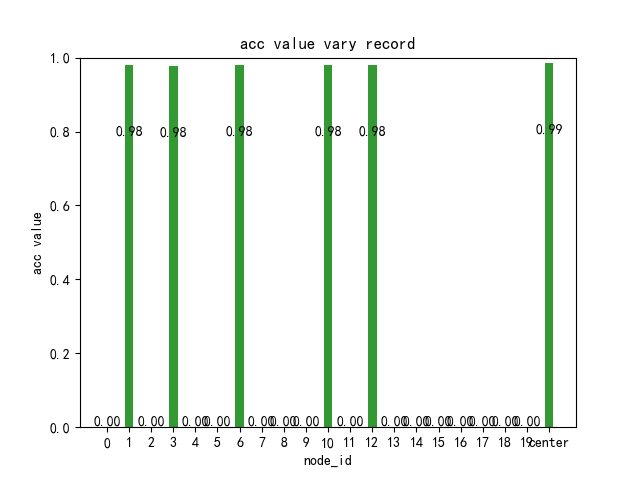 acc value vary record
acc value
1.0
0.8
0.6
0.4
0.2
0.0
0.98 0.98 0.98 0.98 0.98 0.99
0.00 0.00 0.00 0.00 0.00 0.00 0.00 0.00 0.00 0.00 0.00 0.00 0.00 0.00 0.00
0 1 2 3 4 5 6 7 8 9 10 11 12 13 14 15 16 17 18 19 center
node_id